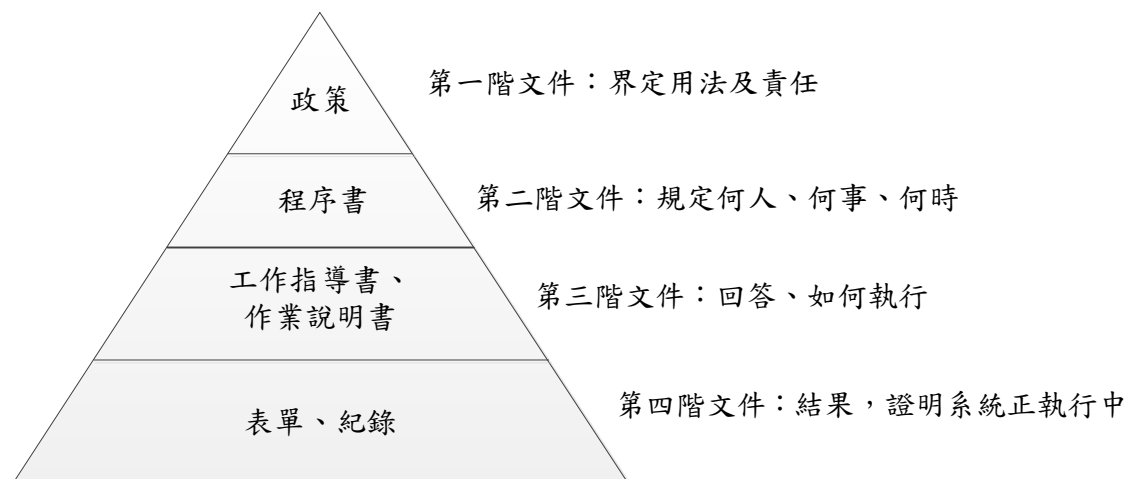 政策
第一階文件：界定用法及責任
程序書
第二階文件：規定何人、何事、何時
工作指導書、
作業說明書
第三階文件：回答、如何執行
表單、紀錄
第四階文件：結果，證明系統正執行中